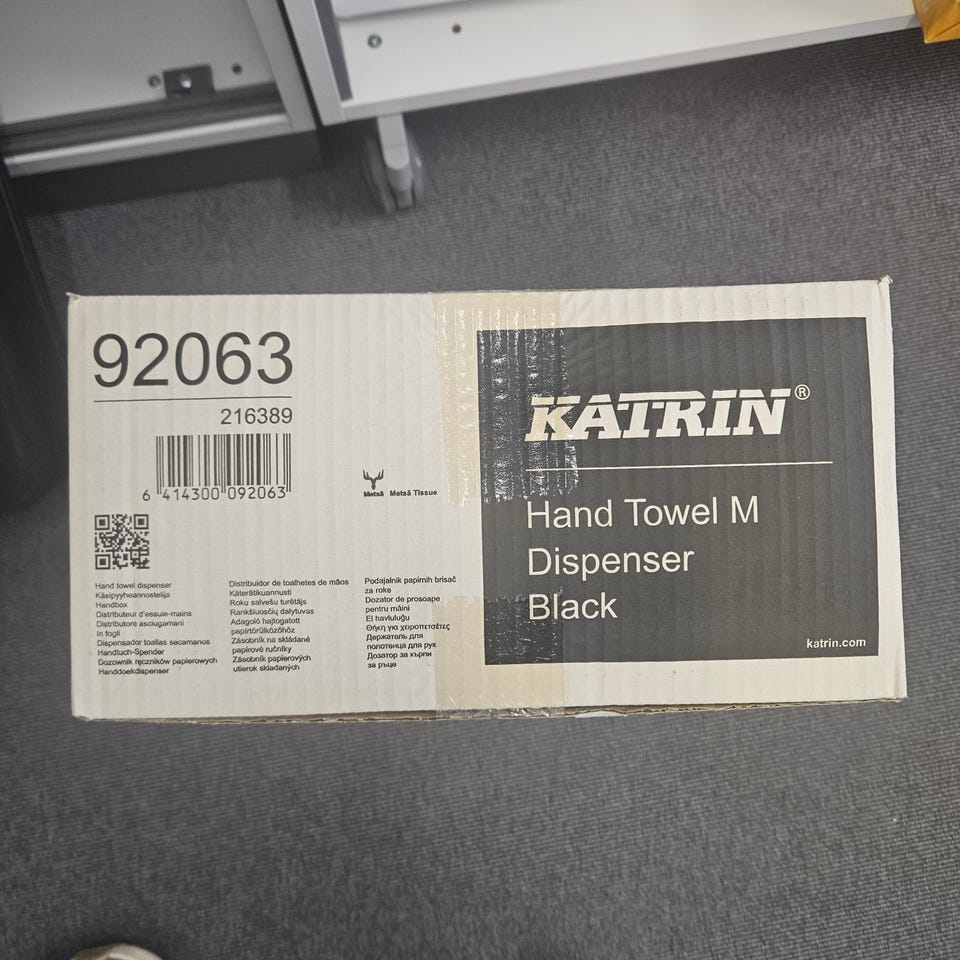 92063
216389
6 414300 092063
Metsä Metsä Tissue
Hand towel dispenser
Käsipyyheannostelija
Handbox
Distributeur d'essuie-mains
Distributore asciugamani
in fogli
Dispensador toallas secamanos
Handtuch-Spender
Dozownik ręczników papierowych
Handdoekdispenser
Distribuidor de toalhetes de mãos
Käterätikuannusti
Roku salvešu turētājs
Rankšluosčių dalytuvas
Adagoló hajtogatott
papírtörülközőhöz
Zásobník na skládané
papírové ručníky
Zásobník papierových
utierok skladaných
Podajalnik papirnih brisač
za roke
Dozator de prosoape
pentru mâini
El havluluğu
Θήκη για χειροπετσέτες
Держатель для
полотенца для рук
Дозатор за кърпи
за ръце
KATRIN®
Hand Towel M
Dispenser
Black
katrin.com